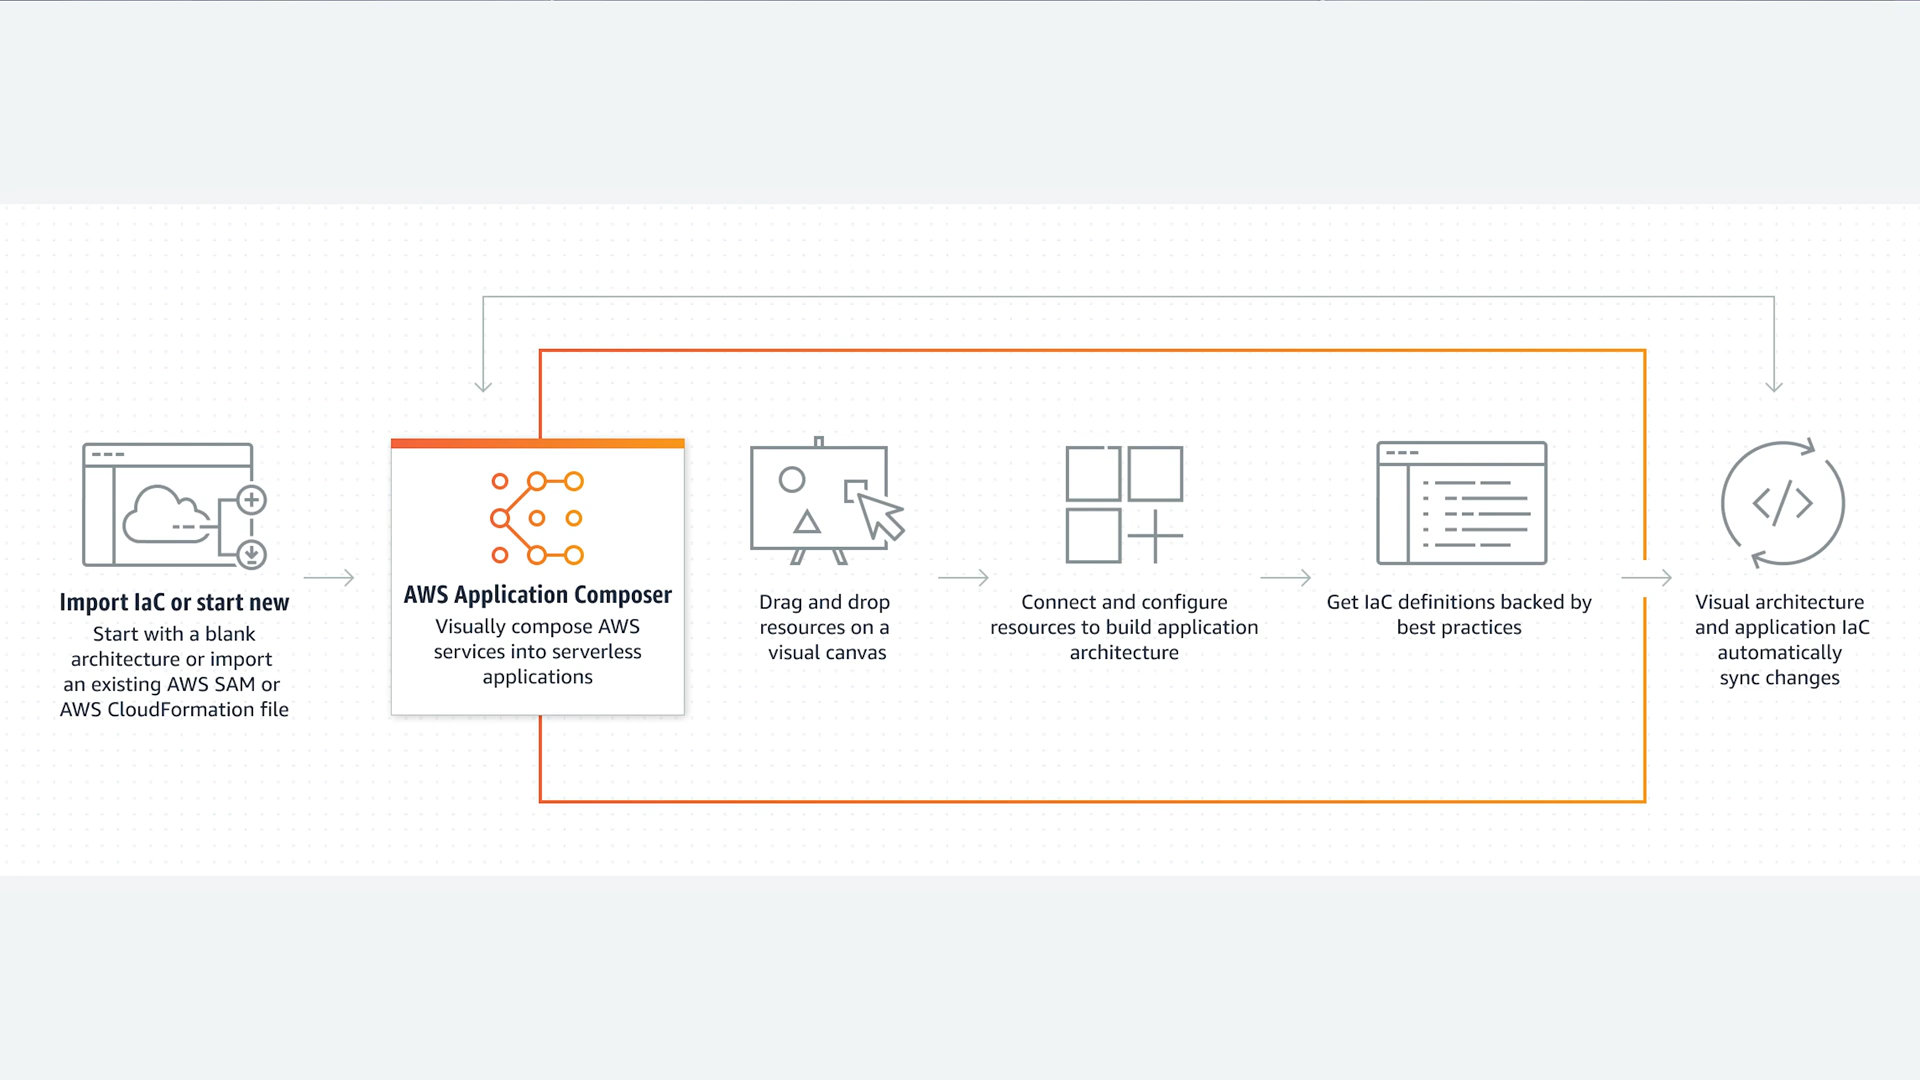 Import IaC or start new
Start with a blank
architecture or import
an existing AWS SAM or
AWS CloudFormation file
AWS Application Composer
Visually compose AWS
services into serverless
applications
Drag and drop
resources on a
visual canvas
Connect and configure
resources to build application
architecture
Get IaC definitions backed by
best practices
Visual architecture
and application IaC
automatically
sync changes